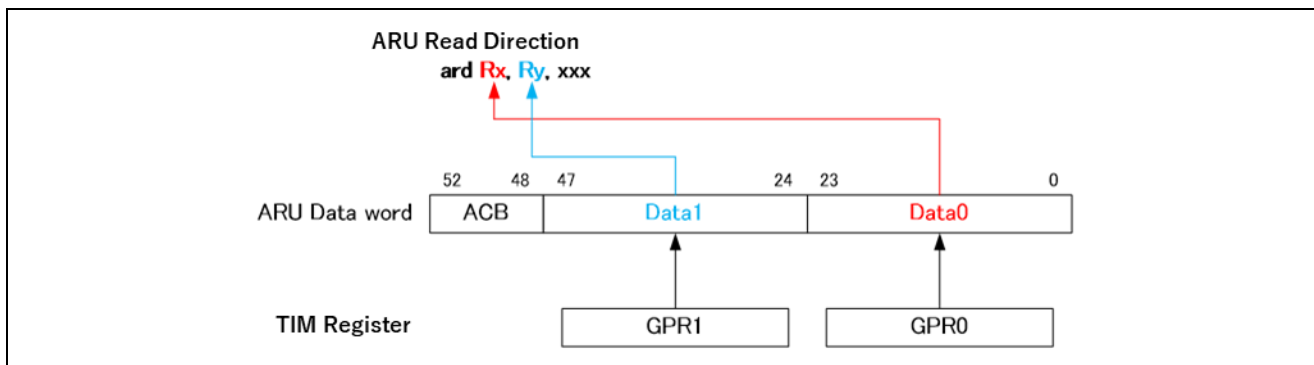 ARU Read Direction
ard Rx, Ry, xxx
52 48 47 24 23 0
ARU Data word ACB Data1 Data0
TIM Register GPR1 GPR0